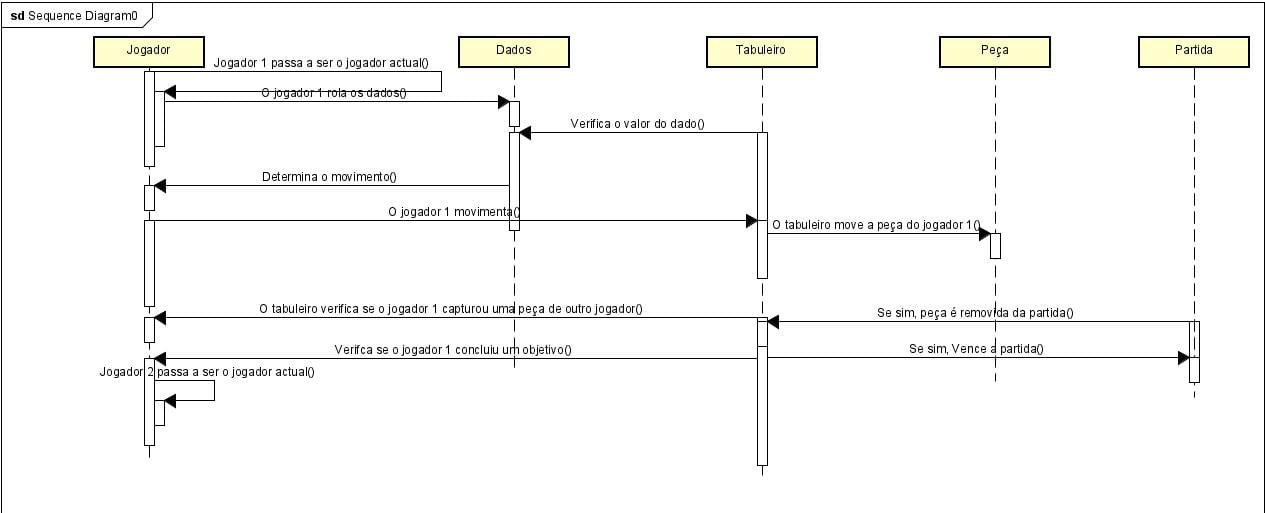 sd Sequence Diagram0
Jogador
Dados
Tabuleiro
Peça
Partida
Jogador 1 passa a ser o jogador actual()
O jogador 1 rola os dados()
Verifica o valor do dado()
Determina o movimento()
O jogador 1 movimenta()
O tabuleiro move a peça do jogador 1()
O tabuleiro verifica se o jogador 1 capturou uma peça de outro jogador()
Se sim, peça é removida da partida()
Verifca se o jogador 1 concluiu um objetivo()
Se sim, Vence a partida()
Jogador 2 passa a ser o jogador actual()